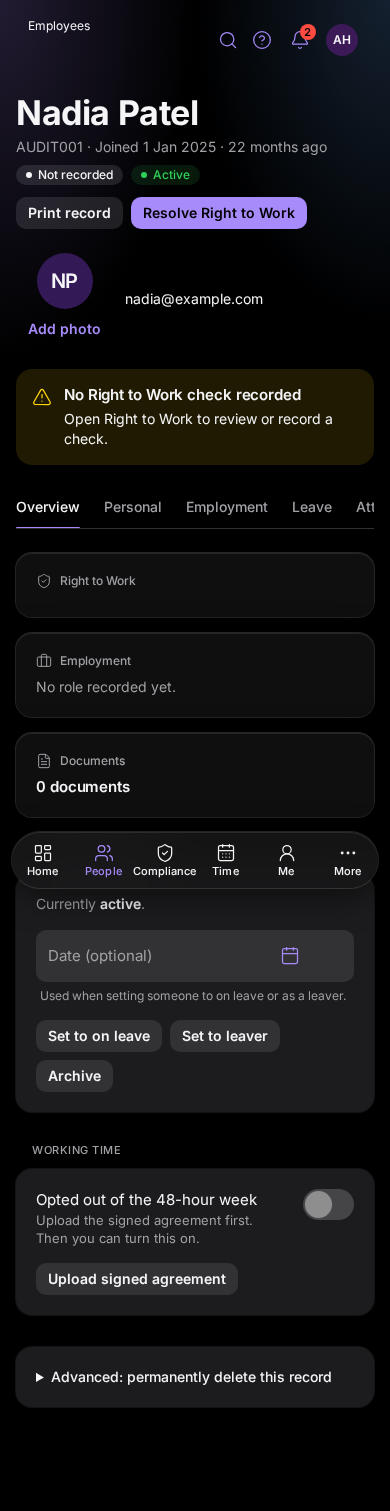 Employees
2
AH
Nadia Patel
AUDIT001 · Joined 1 Jan 2025 · 22 months ago
Not recorded
Active
Print record
Resolve Right to Work
NP
nadia@example.com
Add photo
No Right to Work check recorded
Open Right to Work to review or record a
check.
Overview Personal Employment Leave Att
Right to Work
Employment
No role recorded yet.
Documents
0 documents
Home People Compliance Time Me More
Currently active.
Date (optional)
Used when setting someone to on leave or as a leaver.
Set to on leave
Set to leaver
Archive
WORKING TIME
Opted out of the 48-hour week
Upload the signed agreement first.
Then you can turn this on.
Upload signed agreement
Advanced: permanently delete this record